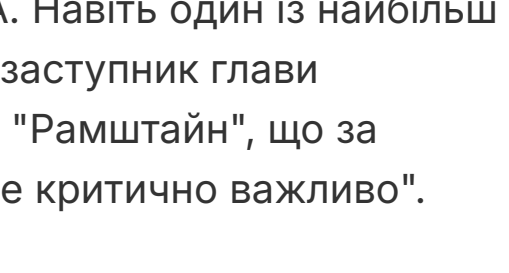 А. Навіть один із найбільш
заступник глави
"Рамштайн", що за
е критично важливо".